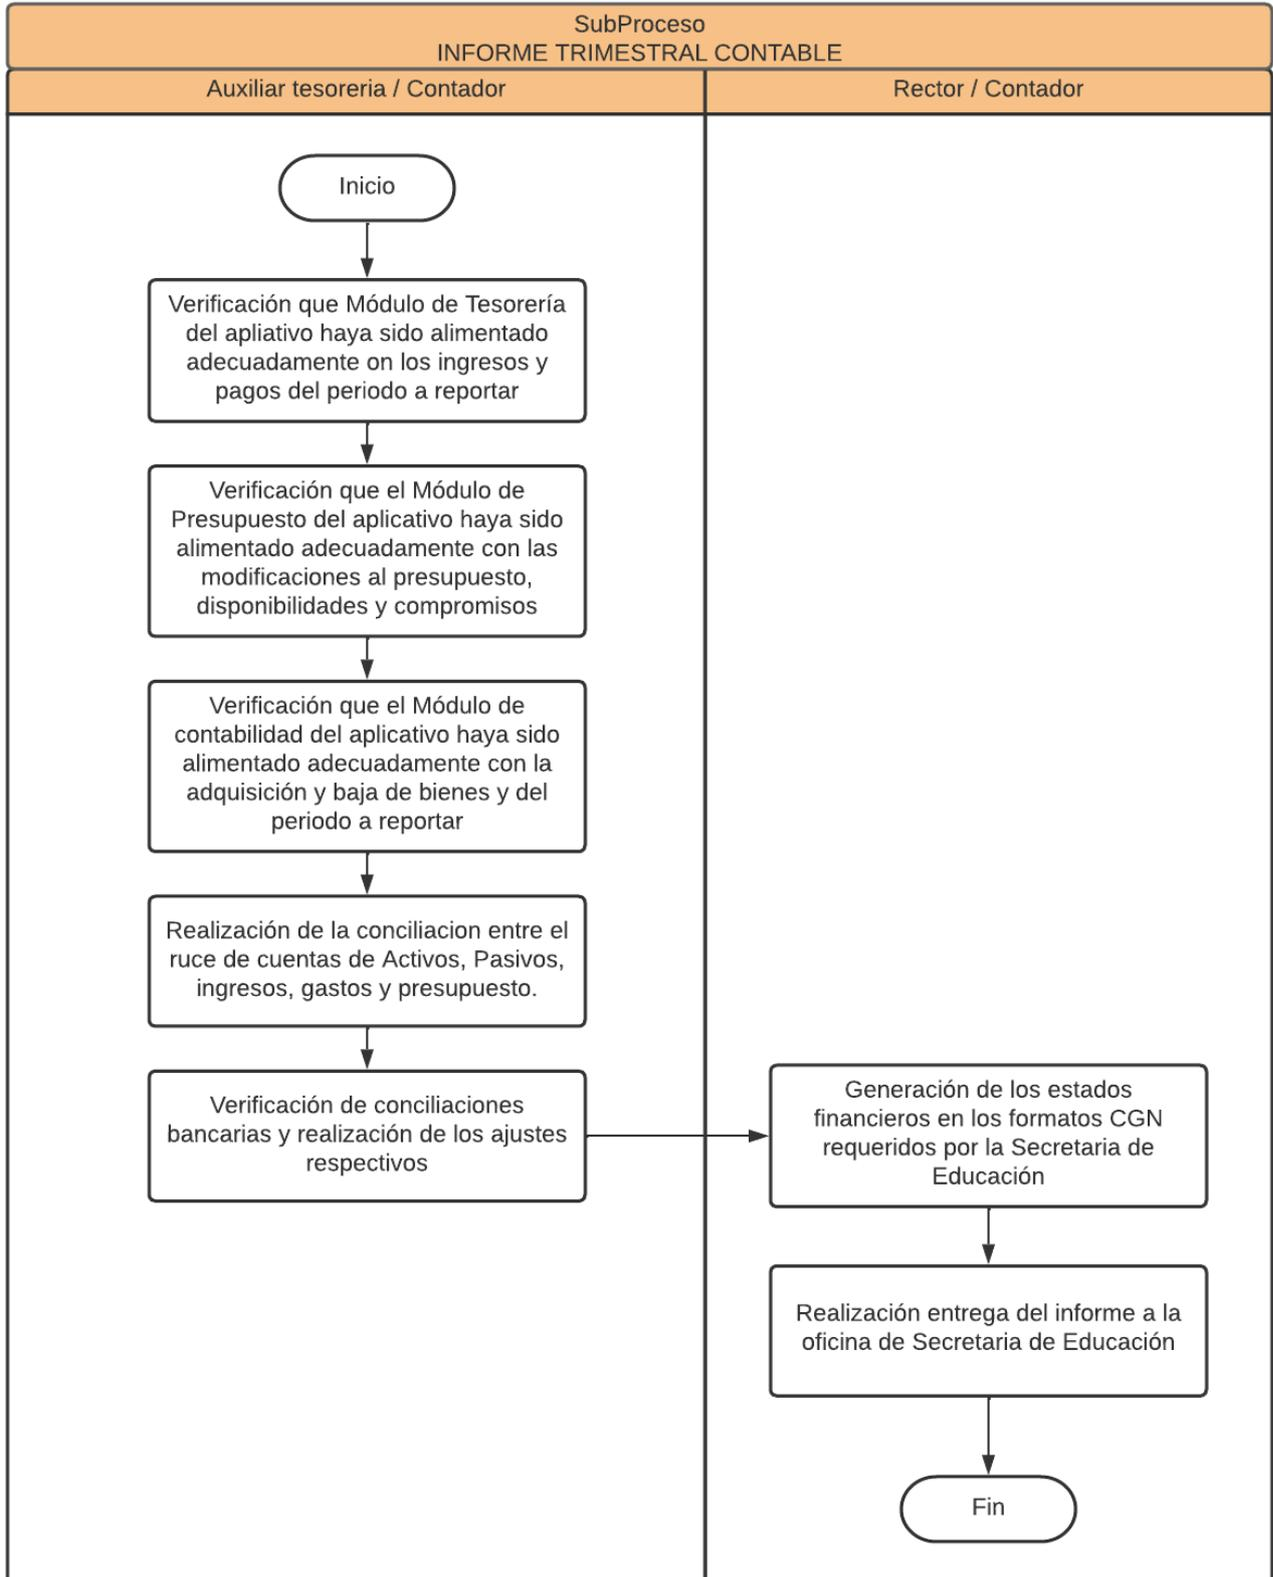 SubProceso
INFORME TRIMESTRAL CONTABLE
Auxiliar tesoreria / Contador
Rector / Contador
Inicio
Verificación que Módulo de Tesorería
del apliativo haya sido alimentado
adecuadamente on los ingresos y
pagos del periodo a reportar
Verificación que el Módulo de
Presupuesto del aplicativo haya sido
alimentado adecuadamente con las
modificaciones al presupuesto,
disponibilidades y compromisos
Verificación que el Módulo de
contabilidad del aplicativo haya sido
alimentado adecuadamente con la
adquisición y baja de bienes y del
periodo a reportar
Realización de la conciliacion entre el
ruce de cuentas de Activos, Pasivos,
ingresos, gastos y presupuesto.
Verificación de conciliaciones
bancarias y realización de los ajustes
respectivos
Generación de los estados
financieros en los formatos CGN
requeridos por la Secretaria de
Educación
Realización entrega del informe a la
oficina de Secretaria de Educación
Fin